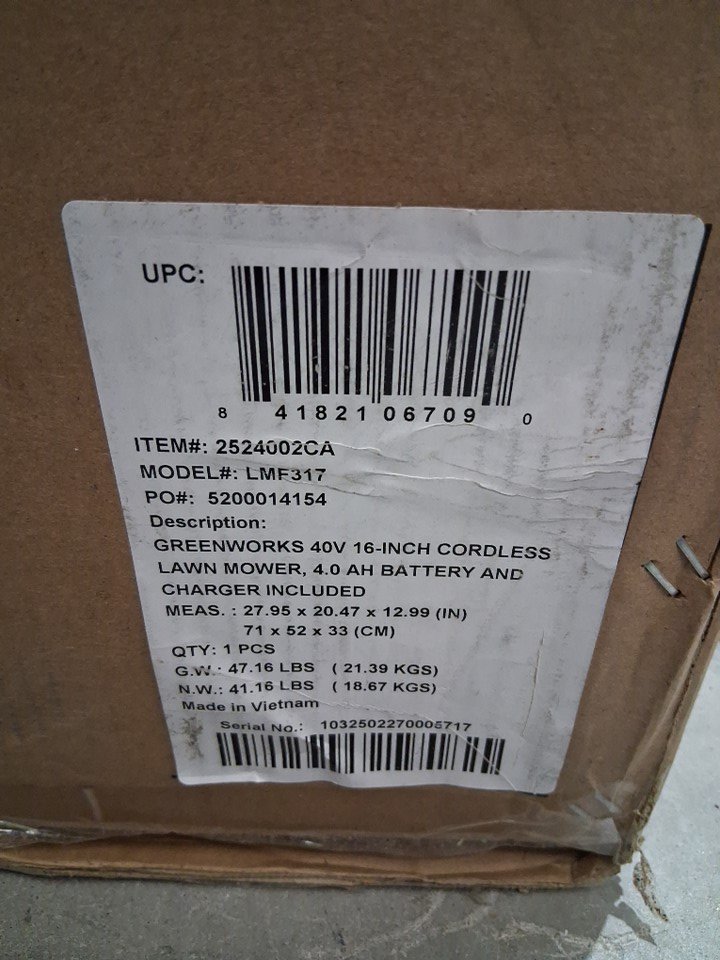 UPC:
8 41821 06709 0
ITEM#: 2524002CA
MODEL#: LMF317
PO#: 5200014154
Description:
GREENWORKS 40V 16-INCH CORDLESS
LAWN MOWER, 4.0 AH BATTERY AND
CHARGER INCLUDED
MEAS. : 27.95 x 20.47 x 12.99 (IN)
71 x 52 x 33 (CM)
QTY: 1 PCS
G.W.: 47.16 LBS ( 21.39 KGS)
N.W.: 41.16 LBS ( 18.67 KGS)
Made in Vietnam
Serial No.: 1032502270005717